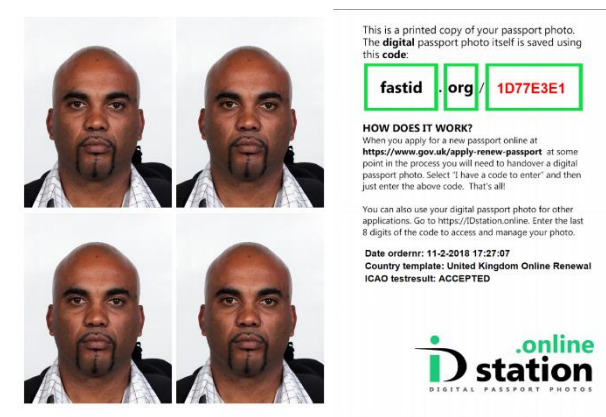 This is a printed copy of your passport photo.
The digital passport photo itself is saved using
this code:
fastid . org / 1D77E3E1
HOW DOES IT WORK?
When you apply for a new passport online at
https://www.gov.uk/apply-renew-passport at some
point in the process you will need to handover a digital
passport photo. Select "I have a code to enter" and then
just enter the above code. That's all!
You can also use your digital passport photo for other
applications. Go to https://IDstation.online. Enter the last
8 digits of the code to access and manage your photo.
Date ordernr: 11-2-2018 17:27:07
Country template: United Kingdom Online Renewal
ICAO testresult: ACCEPTED
.online
iD station
DIGITAL PASSPORT PHOTOS